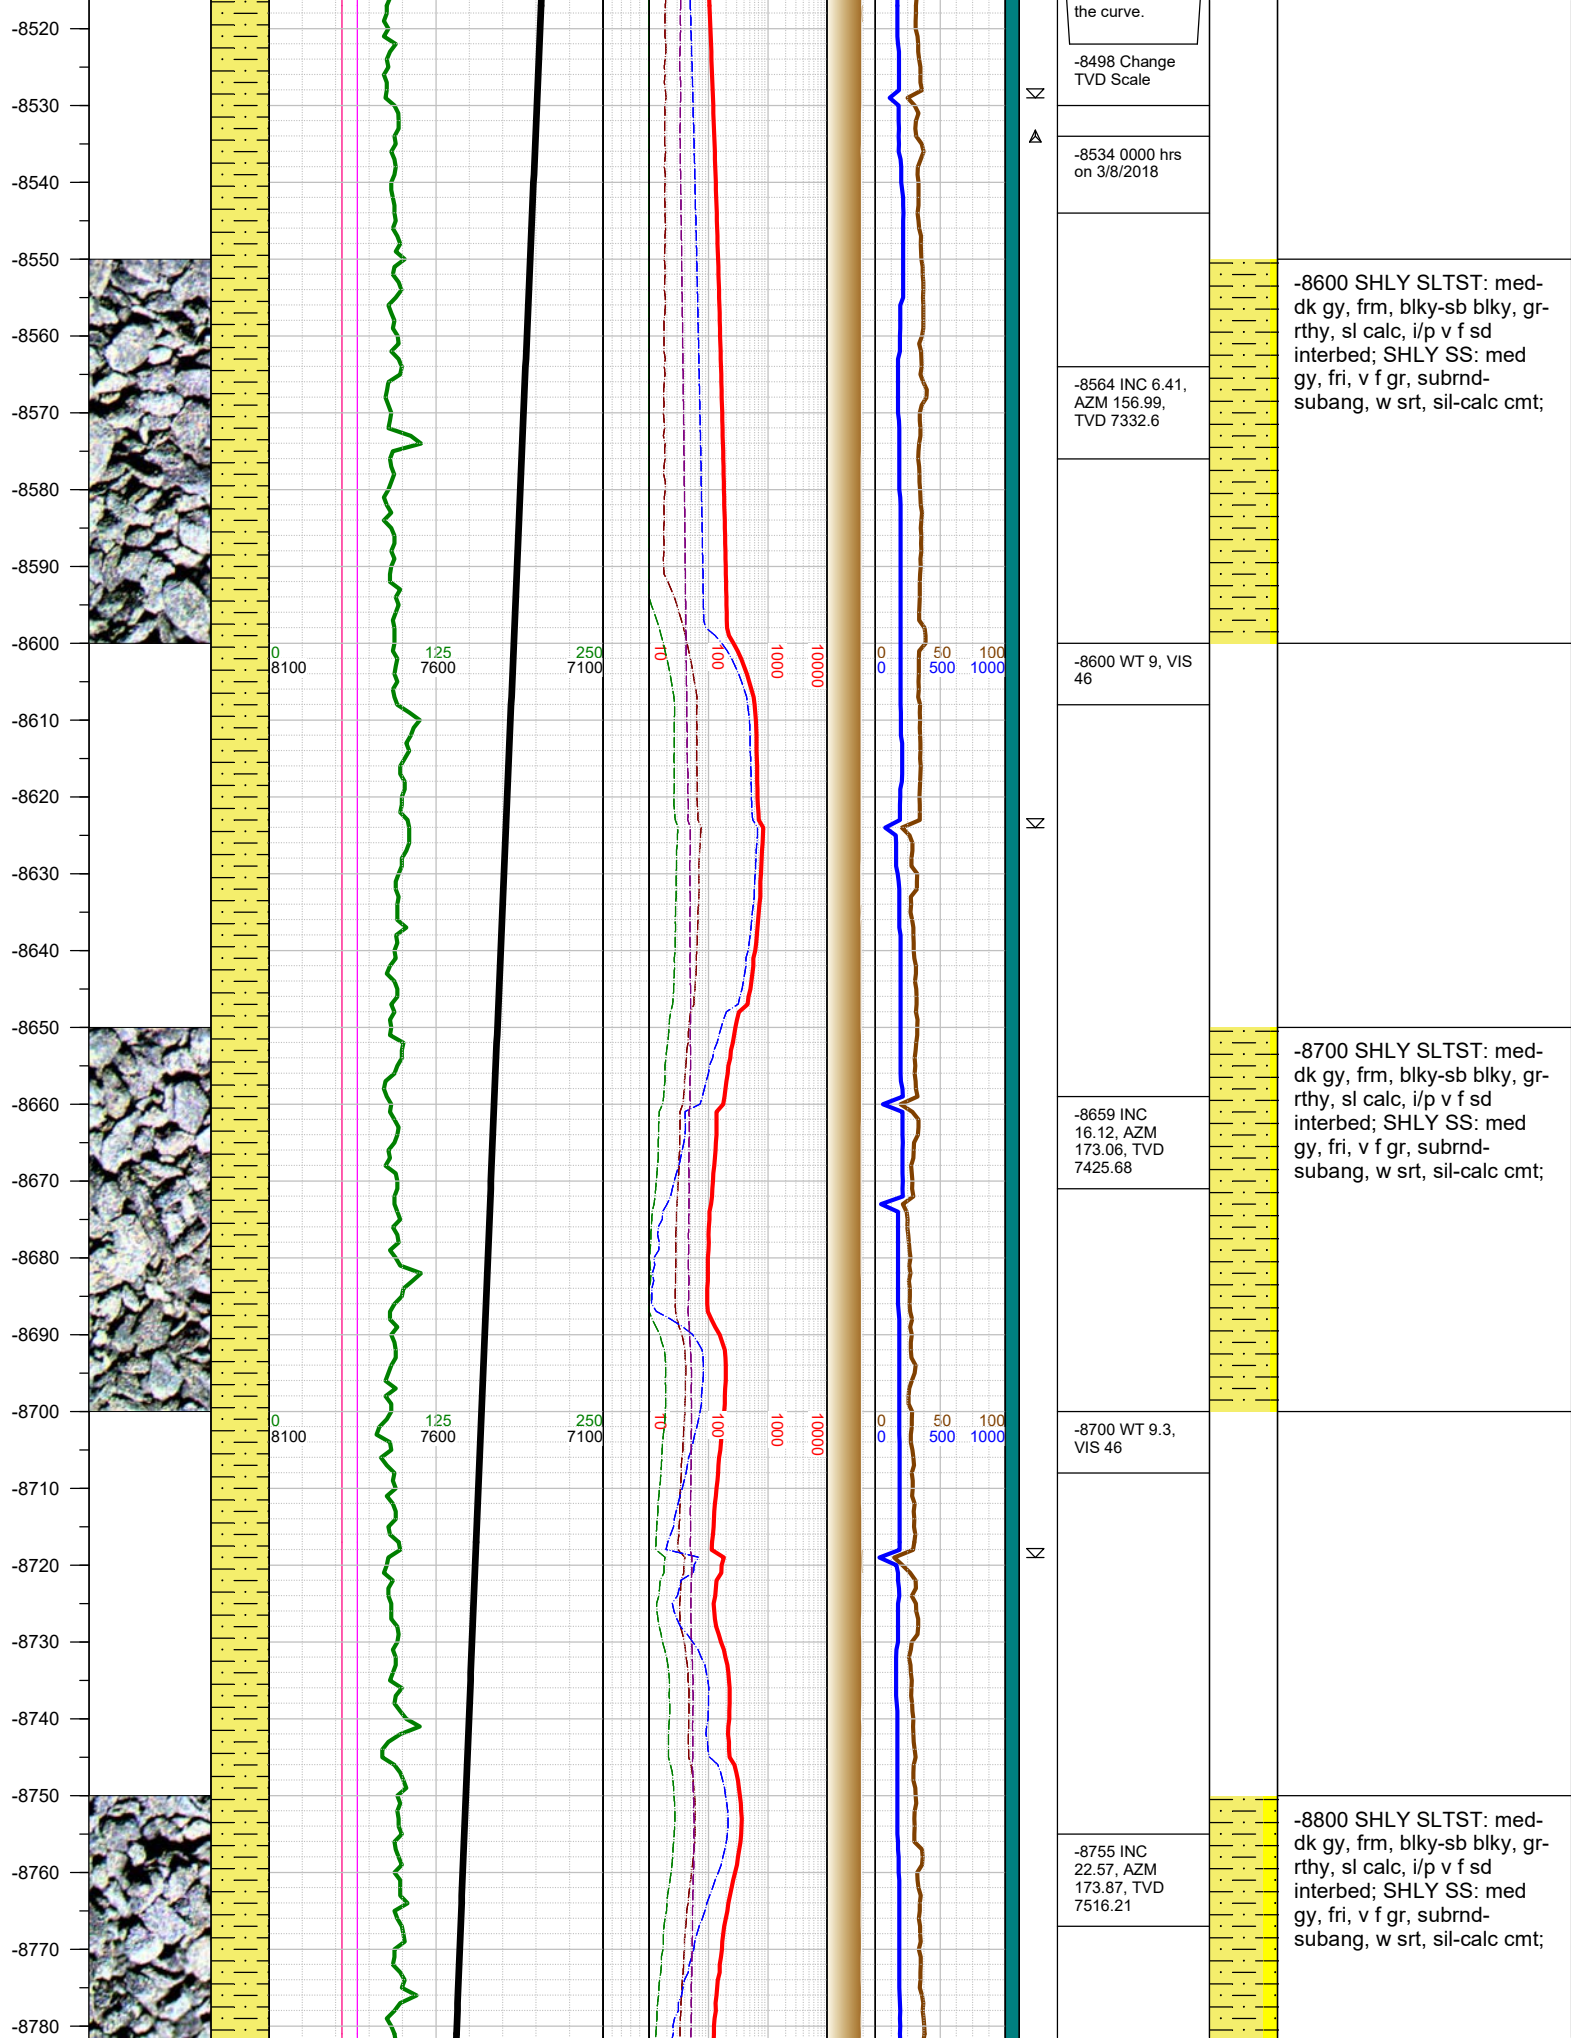 the curve.
-8498 Change
TVD Scale
-8520
-8530
-8534 0000 hrs
on 3/8/2018
-8540
-8550
-8600 SHLY SLTST: med-
dk gy, frm, blky-sb blky, gr-
rthy, sl calc, i/p v f sd
interbed; SHLY SS: med
gy, fri, v f gr, subrnd-
subang, w srt, sil-calc cmt;
-8560
-8564 INC 6.41,
AZM 156.99,
TVD 7332.6
-8570
-8580
-8590
-8600
0 125 250
8100 7600 7100
10 100 1000 10000
0 50 100
0 500 1000
-8600 WT 9, VIS
46
-8610
-8620
-8630
-8640
-8650
-8700 SHLY SLTST: med-
dk gy, frm, blky-sb blky, gr-
rthy, sl calc, i/p v f sd
interbed; SHLY SS: med
gy, fri, v f gr, subrnd-
subang, w srt, sil-calc cmt;
-8660
-8659 INC
16.12, AZM
173.06, TVD
7425.68
-8670
-8680
-8690
-8700
0 125 250
8100 7600 7100
10 100 1000 10000
0 50 100
0 500 1000
-8700 WT 9.3,
VIS 46
-8710
-8720
-8730
-8740
-8750
-8800 SHLY SLTST: med-
dk gy, frm, blky-sb blky, gr-
rthy, sl calc, i/p v f sd
interbed; SHLY SS: med
gy, fri, v f gr, subrnd-
subang, w srt, sil-calc cmt;
-8760
-8755 INC
22.57, AZM
173.87, TVD
7516.21
-8770
-8780